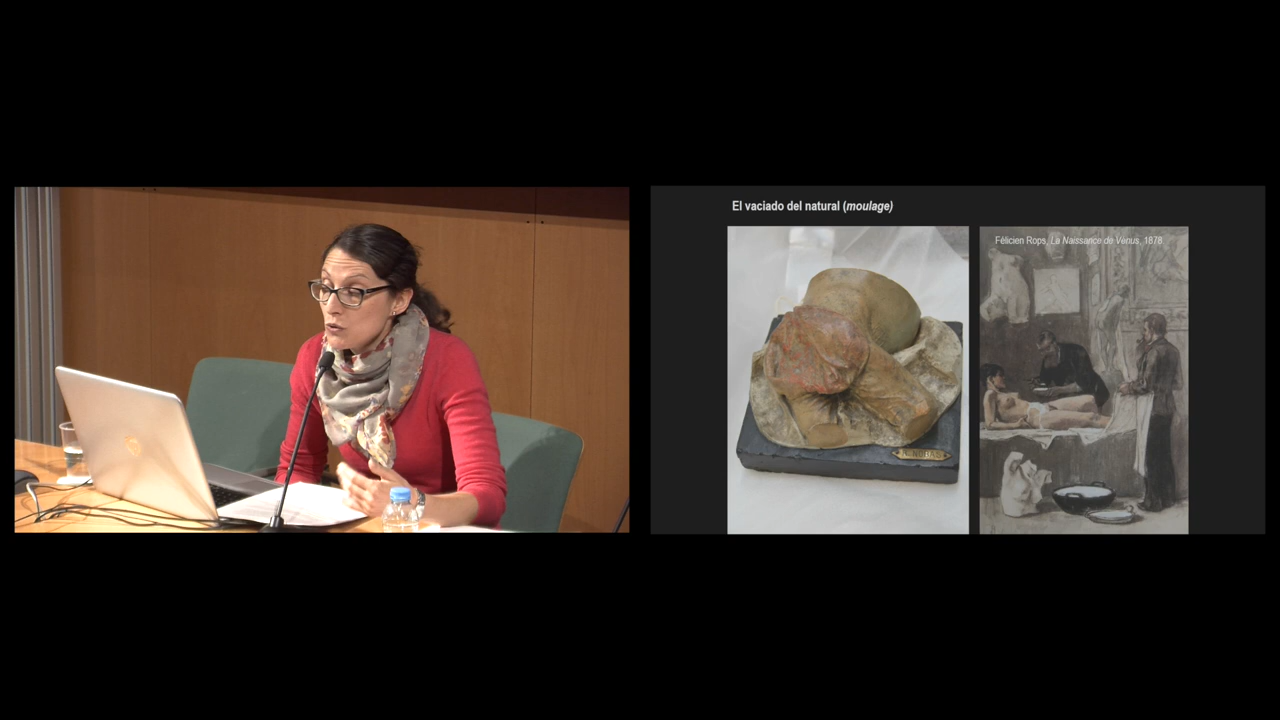 El vaciado del natural (moulage)
Félicien Rops, La Naissance de Vénus, 1878.